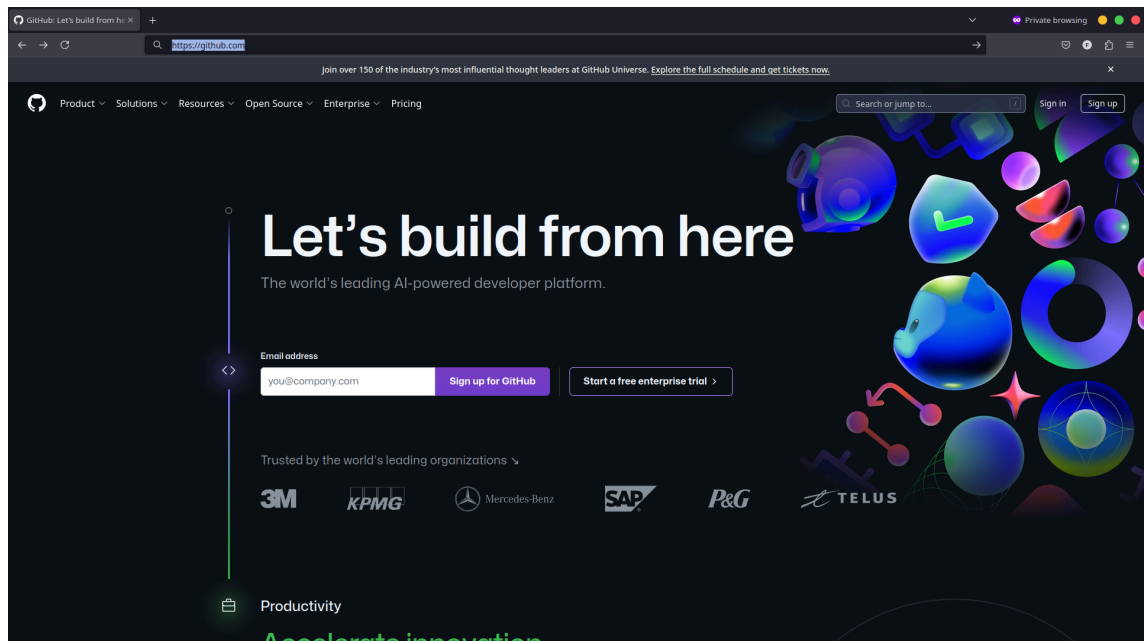 GitHub: Let's build from he
Private browsing
https://github.com
Join over 150 of the industry's most influential thought leaders at GitHub Universe. Explore the full schedule and get tickets now.
Product Solutions Resources Open Source Enterprise Pricing
Search or jump to... /
Sign in Sign up
Let's build from here
The world's leading AI-powered developer platform.
Email address
you@company.com Sign up for GitHub Start a free enterprise trial
Trusted by the world's leading organizations ↘
3M KPMG Mercedes-Benz SAP P&G TELUS
Productivity
Accelerate innovation